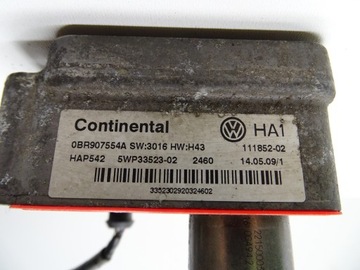 Continental HA1
0BR907554A SW:3016 HW:H43 111852-02
HAP542 5WP33523-02 2460 14.05.09/1
3352302920324602